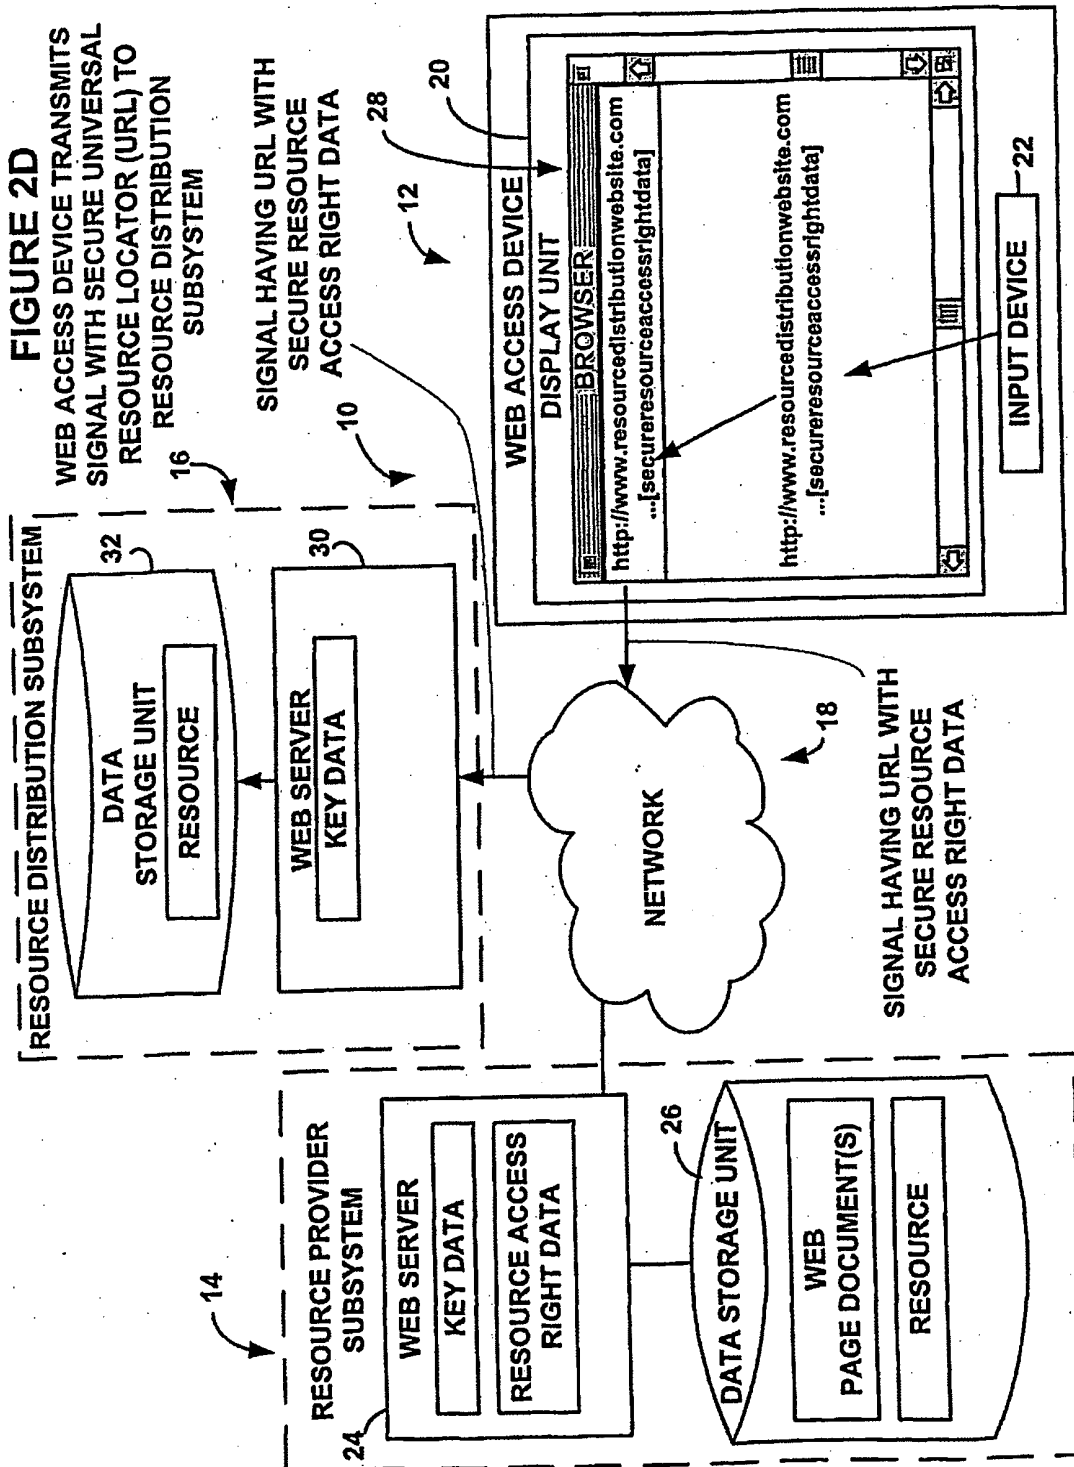 FIGURE 2D
WEB ACCESS DEVICE TRANSMITS
SIGNAL WITH SECURE UNIVERSAL
RESOURCE LOCATOR (URL) TO
RESOURCE DISTRIBUTION
SUBSYSTEM
14
RESOURCE PROVIDER
SUBSYSTEM
24
WEB SERVER
KEY DATA
RESOURCE ACCESS
RIGHT DATA
26
DATA STORAGE UNIT
WEB
PAGE DOCUMENT(S)
RESOURCE
RESOURCE DISTRIBUTION SUBSYSTEM
16
32
DATA
STORAGE UNIT
RESOURCE
30
WEB SERVER
KEY DATA
10
SIGNAL HAVING URL WITH
SECURE RESOURCE
ACCESS RIGHT DATA
NETWORK
18
SIGNAL HAVING URL WITH
SECURE RESOURCE
ACCESS RIGHT DATA
12
28
20
WEB ACCESS DEVICE
DISPLAY UNIT
BROWSER
http://www.resourcedistributionwebsite.com
...[secureresourceaccessrightdata]
http://www.resourcedistributionwebsite.com
...[secureresourceaccessrightdata]
INPUT DEVICE
22